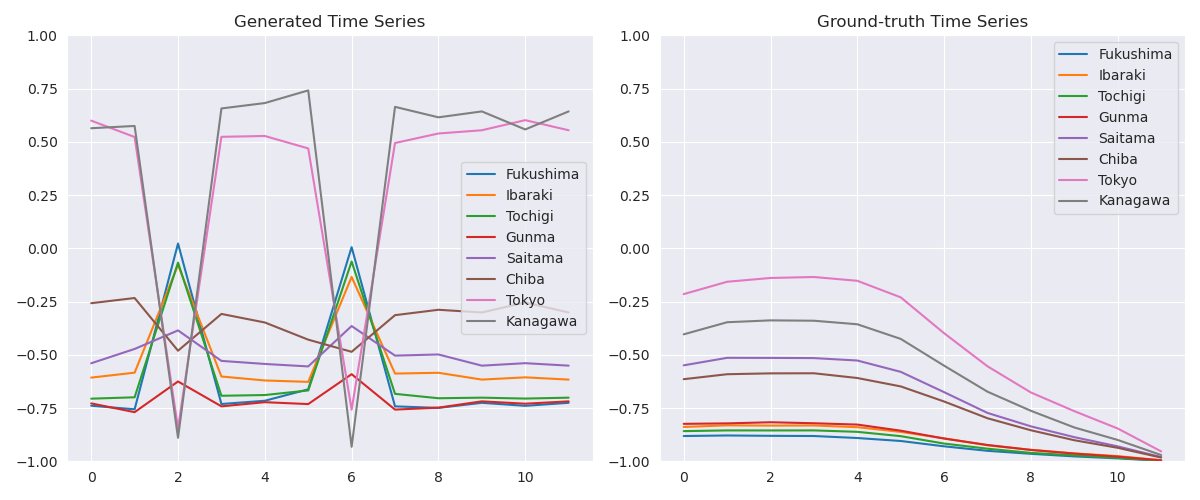 Generated Time Series
1.00
0.75
0.50
0.25
0.00
−0.25
−0.50
−0.75
−1.00
0
2
4
6
8
10
Fukushima
Ibaraki
Tochigi
Gunma
Saitama
Chiba
Tokyo
Kanagawa
Ground-truth Time Series
1.00
0.75
0.50
0.25
0.00
−0.25
−0.50
−0.75
−1.00
0
2
4
6
8
10
Fukushima
Ibaraki
Tochigi
Gunma
Saitama
Chiba
Tokyo
Kanagawa